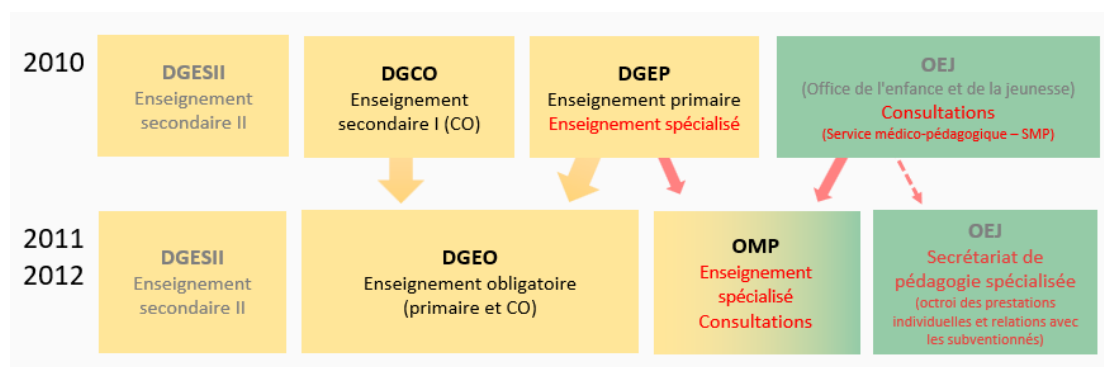 2010
DGESII
Enseignement
secondaire II
DGCO
Enseignement
secondaire I (CO)
DGEP
Enseignement primaire
Enseignement spécialisé
OEJ
(Office de l'enfance et de la jeunesse)
Consultations
(Service médico-pédagogique – SMP)
2011
2012
DGESII
Enseignement
secondaire II
DGEO
Enseignement obligatoire
(primaire et CO)
OMP
Enseignement
spécialisé
Consultations
OEJ
Secrétariat de
pédagogie spécialisée
(octroi des prestations
individuelles et relations avec
les subventionnés)